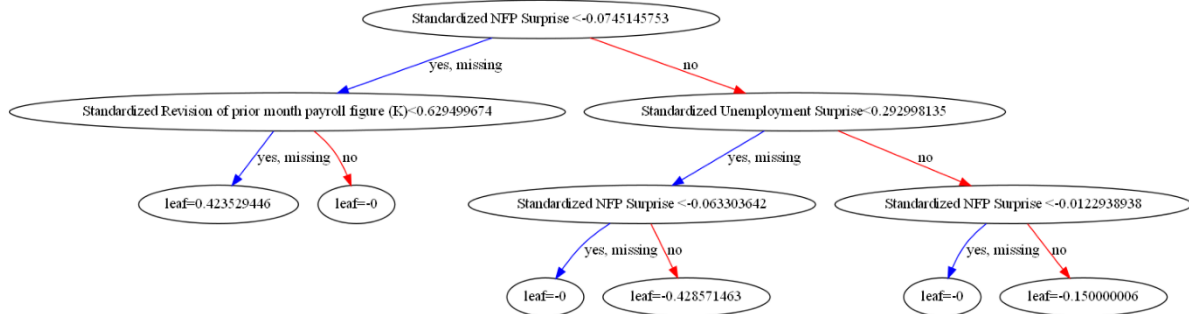 Standardized NFP Surprise <-0.0745145753
yes, missing
no
Standardized Revision of prior month payroll figure (K)<0.629499674
Standardized Unemployment Surprise<0.292998135
yes, missing
no
yes, missing
no
leaf=0.423529446
leaf=-0
Standardized NFP Surprise <-0.063303642
Standardized NFP Surprise <-0.0122938938
yes, missing
no
yes, missing
no
leaf=-0
leaf=-0.428571463
leaf=-0
leaf=-0.150000006